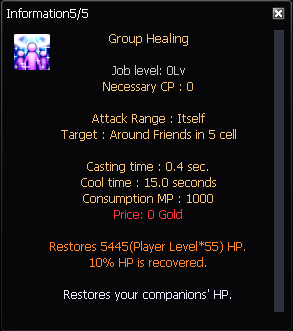 Information5/5
Group Healing
Job level: 0Lv
Necessary CP : 0
Attack Range : Itself
Target : Around Friends in 5 cell
Casting time : 0.4 sec.
Cool time : 15.0 seconds
Consumption MP : 1000
Price: 0 Gold
Restores 5445(Player Level*55) HP.
10% HP is recovered.
Restores your companions' HP.